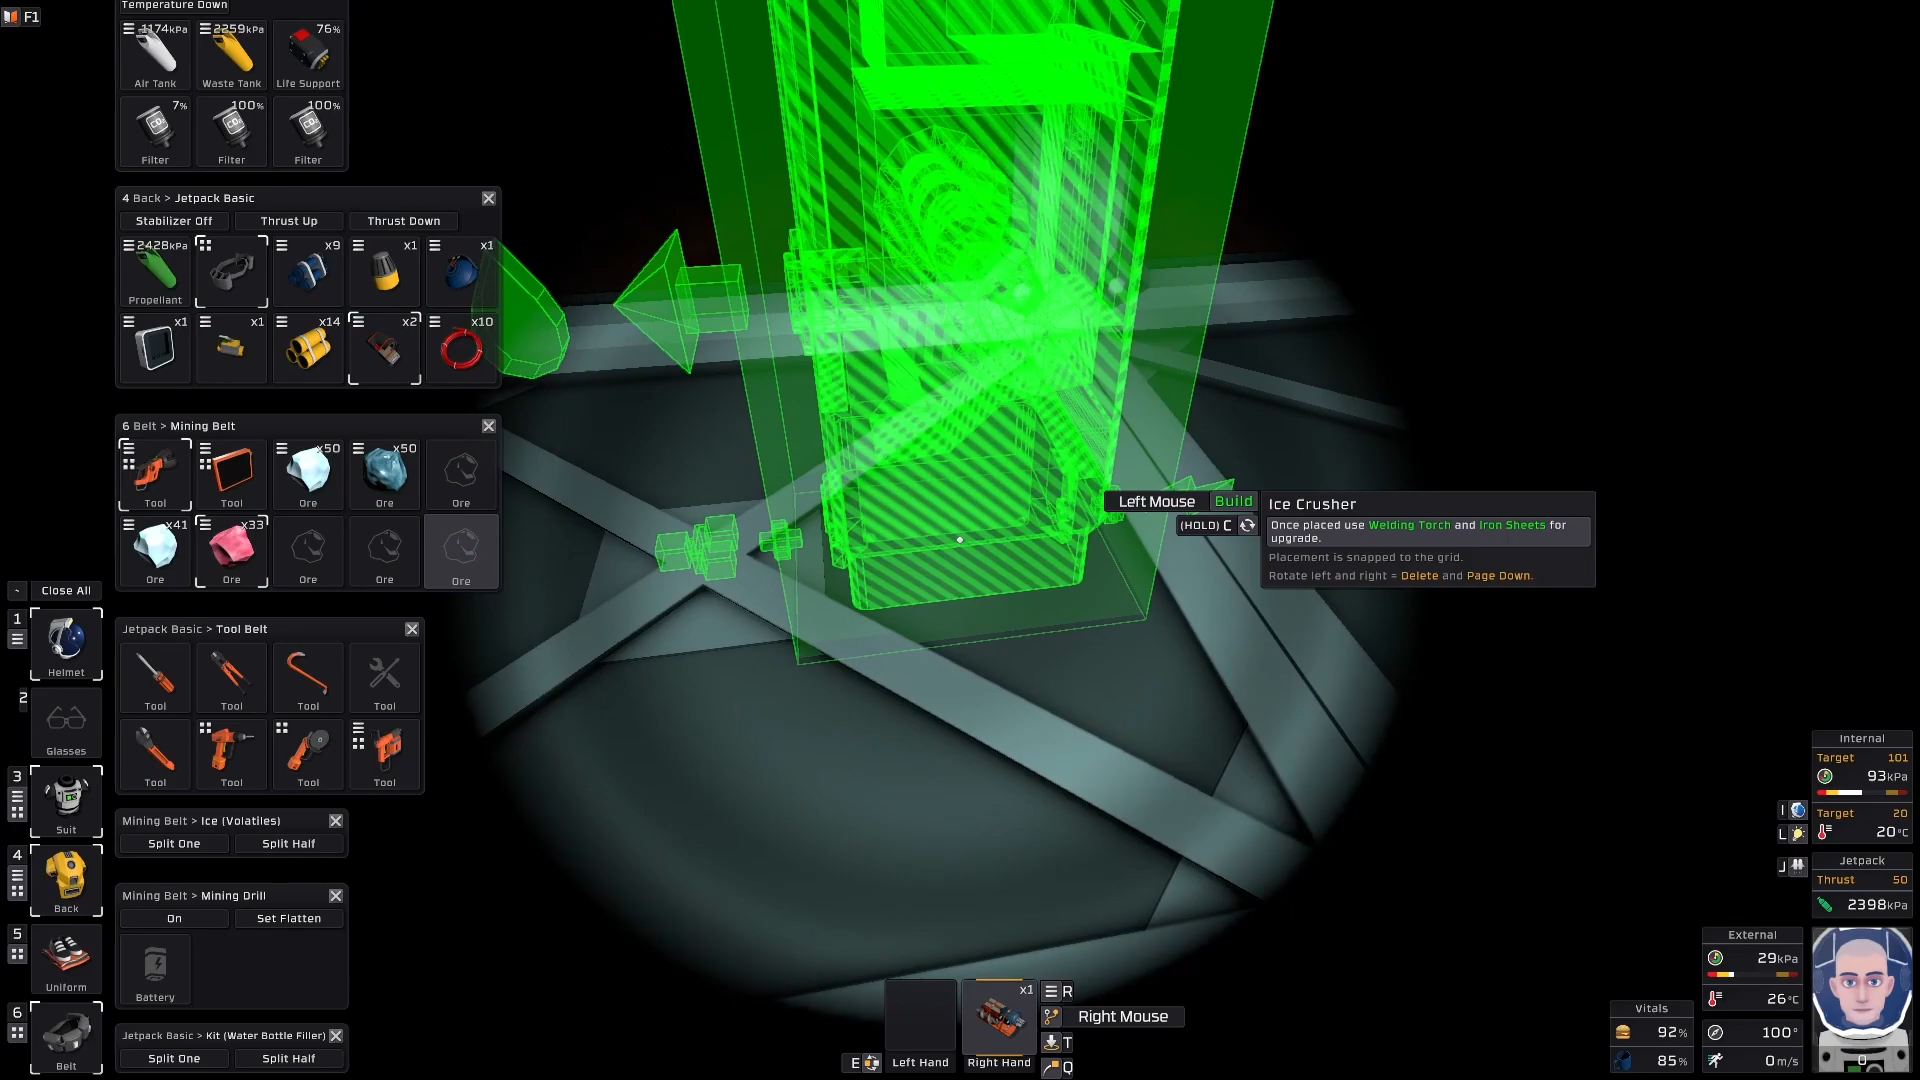 F1
Temperature Down
1174kPa
Air Tank
2259kPa
Waste Tank
76%
Life Support
7%
Filter
100%
Filter
100%
Filter
4 Back > Jetpack Basic
Stabilizer Off
Thrust Up
Thrust Down
2428kPa
Propellant
x9
x1
x1
x1
x1
x14
x2
x10
6 Belt > Mining Belt
Tool
Tool
x50
Ore
x50
Ore
Ore
x41
Ore
x33
Ore
Ore
Ore
Ore
~
Close All
1
Helmet
2
Glasses
3
Suit
4
Back
5
Uniform
6
Belt
Jetpack Basic > Tool Belt
Tool
Tool
Tool
Tool
Tool
Tool
Tool
Tool
Mining Belt > Ice (Volatiles)
Split One
Split Half
Mining Belt > Mining Drill
On
Set Flatten
Battery
Jetpack Basic > Kit (Water Bottle Filler)
Split One
Split Half
Left Mouse
Build
(HOLD) C
Ice Crusher
Once placed use Welding Torch and Iron Sheets for
upgrade.
Placement is snapped to the grid.
Rotate left and right = Delete and Page Down.
E
Left Hand
x1
Right Hand
R
Right Mouse
T
Q
Internal
Target 101
93kPa
Target 20
20°C
I
L
J
Jetpack
Thrust 50
2398kPa
External
29kPa
26°C
100°
0m/s
Vitals
92%
85%
0